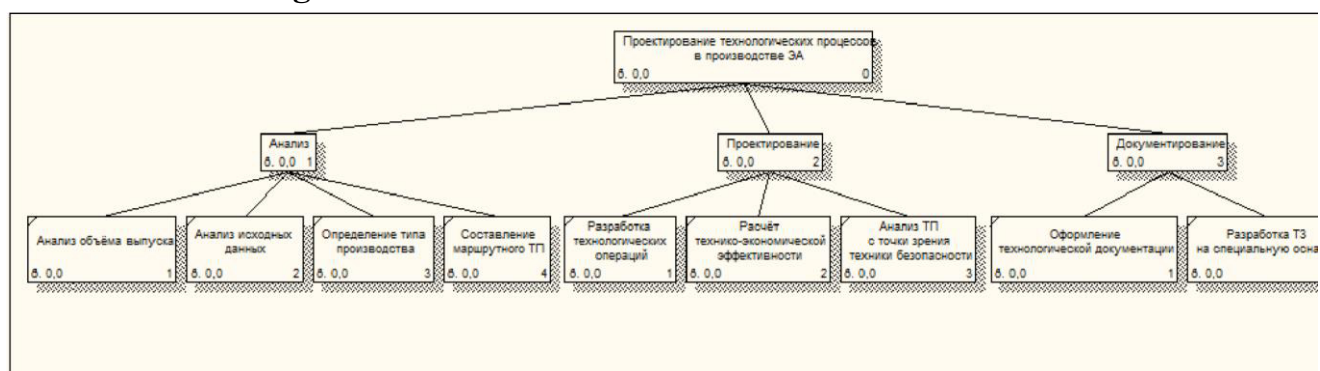 Проектирование технологических процессов
в производстве ЭА
б. 0,0 0
Анализ
б. 0,0 1
Проектирование
б. 0,0 2
Документирование
б. 0,0 3
Анализ объёма выпуска
б. 0,0 1
Анализ исходных
данных
б. 0,0 2
Определение типа
производства
б. 0,0 3
Составление
маршрутного ТП
б. 0,0 4
Разработка
технологических
операций
б. 0,0 1
Расчёт
технико-экономической
эффективности
б. 0,0 2
Анализ ТП
с точки зрения
техники безопасности
б. 0,0 3
Оформление
технологической документации
б. 0,0 1
Разработка ТЗ
на специальную осна
б. 0,0